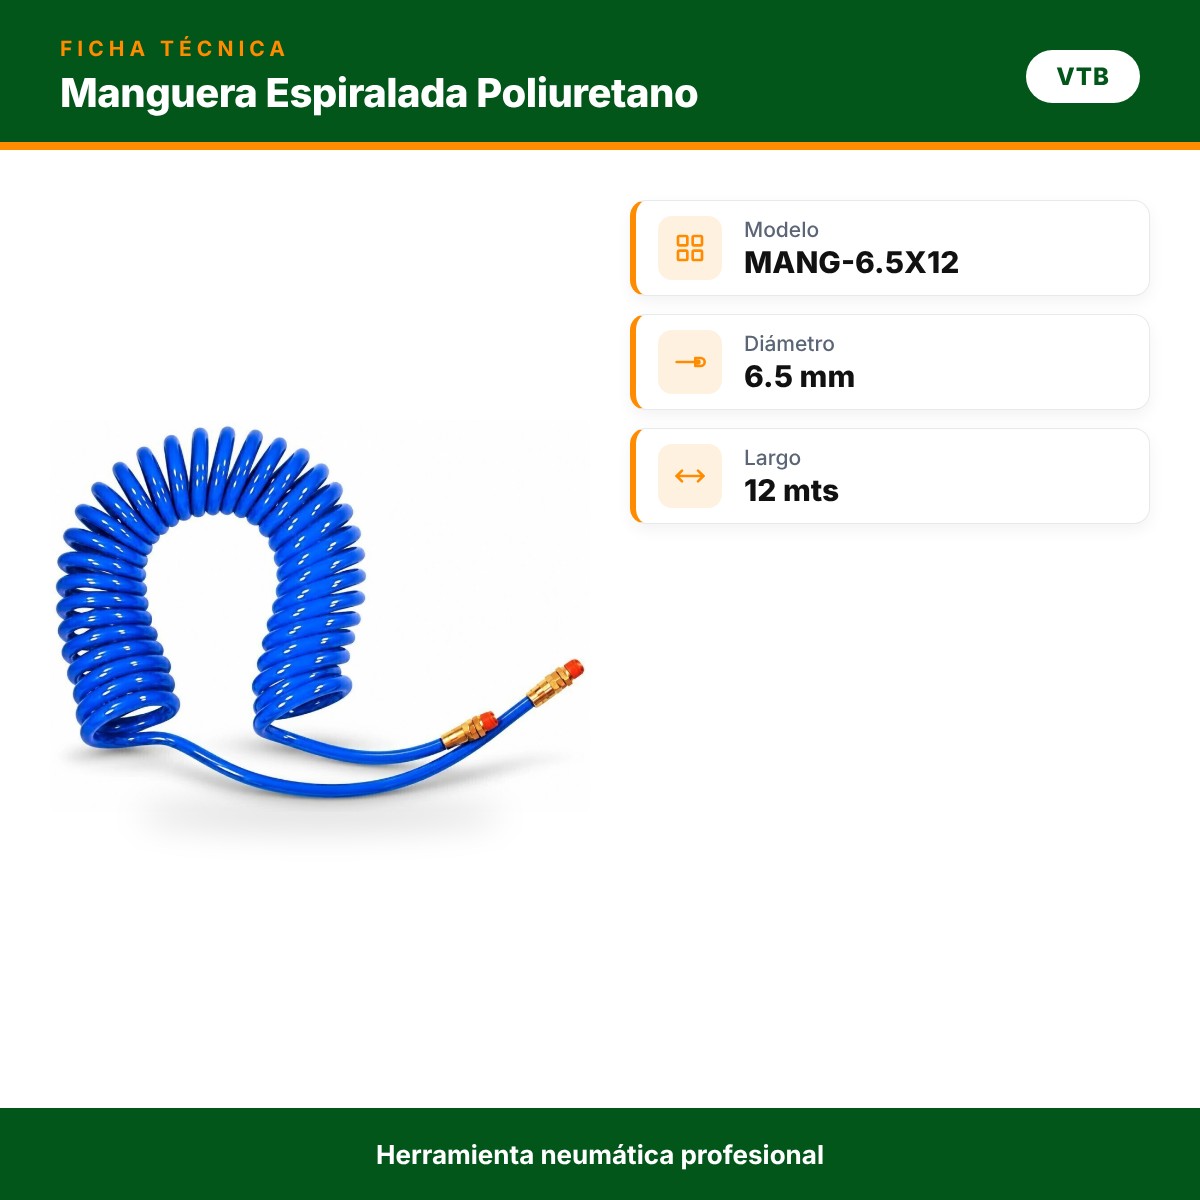 FICHA TÉCNICA
Manguera Espiralada Poliuretano
VTB
Modelo
MANG-6.5X12
Diámetro
6.5 mm
Largo
12 mts
Herramienta neumática profesional